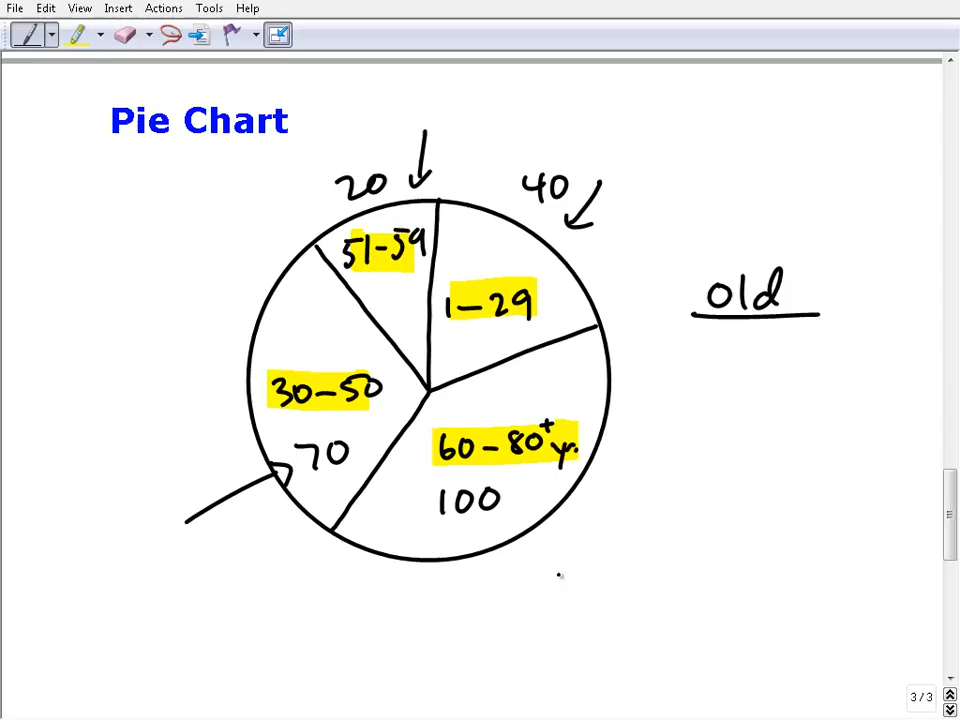 File Edit View Insert Actions Tools Help
Pie Chart
20
40
51-59
1-29
old
30-50
70
60-80+ yr.
100
3/3